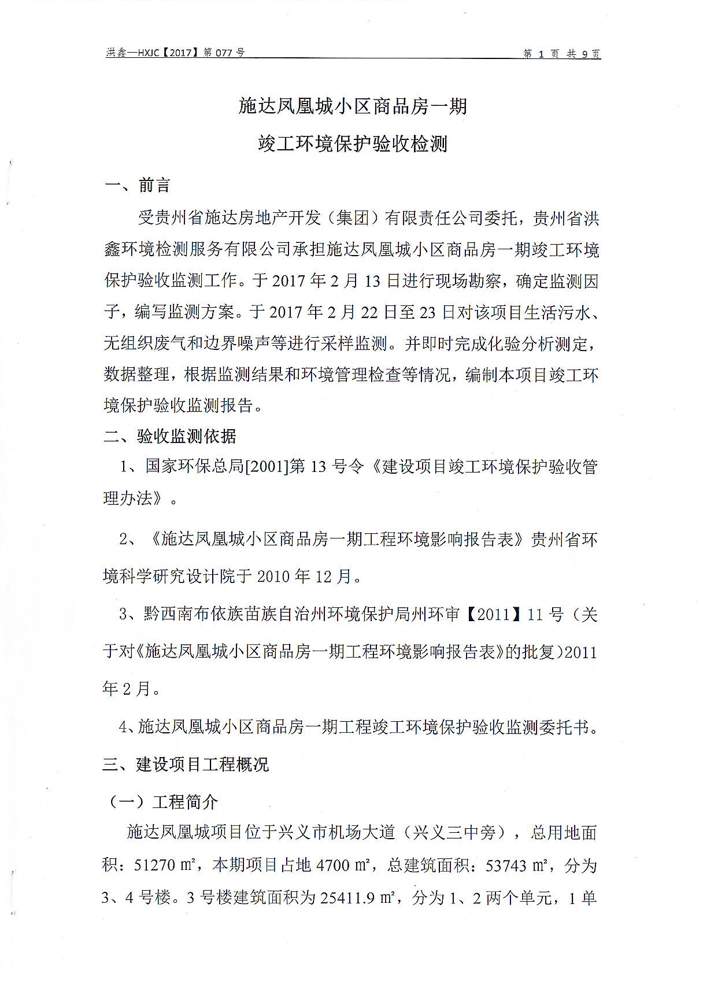 洪鑫—HXJC【2017】第 077 号
第 1 页 共 9 页
施达凤凰城小区商品房一期
竣工环境保护验收检测
一、前言
受贵州省施达房地产开发（集团）有限责任公司委托，贵州省洪
鑫环境检测服务有限公司承担施达凤凰城小区商品房一期竣工环境
保护验收监测工作。于 2017 年 2 月 13 日进行现场勘察，确定监测因
子，编写监测方案。于 2017 年 2 月 22 日至 23 日对该项目生活污水、
无组织废气和边界噪声等进行采样监测。并即时完成化验分析测定，
数据整理，根据监测结果和环境管理检查等情况，编制本项目竣工环
境保护验收监测报告。
二、验收监测依据
1、国家环保总局[2001]第 13 号令《建设项目竣工环境保护验收管
理办法》。
2、《施达凤凰城小区商品房一期工程环境影响报告表》贵州省环
境科学研究设计院于 2010 年 12 月。
3、黔西南布依族苗族自治州环境保护局州环审【2011】11 号（关
于对《施达凤凰城小区商品房一期工程环境影响报告表》的批复）2011
年 2 月。
4、施达凤凰城小区商品房一期工程竣工环境保护验收监测委托书。
三、建设项目工程概况
（一）工程简介
施达凤凰城项目位于兴义市机场大道（兴义三中旁），总用地面
积：51270 ㎡，本期项目占地 4700 ㎡，总建筑面积：53743 ㎡，分为
3、4 号楼。3 号楼建筑面积为 25411.9 ㎡，分为 1、2 两个单元，1 单